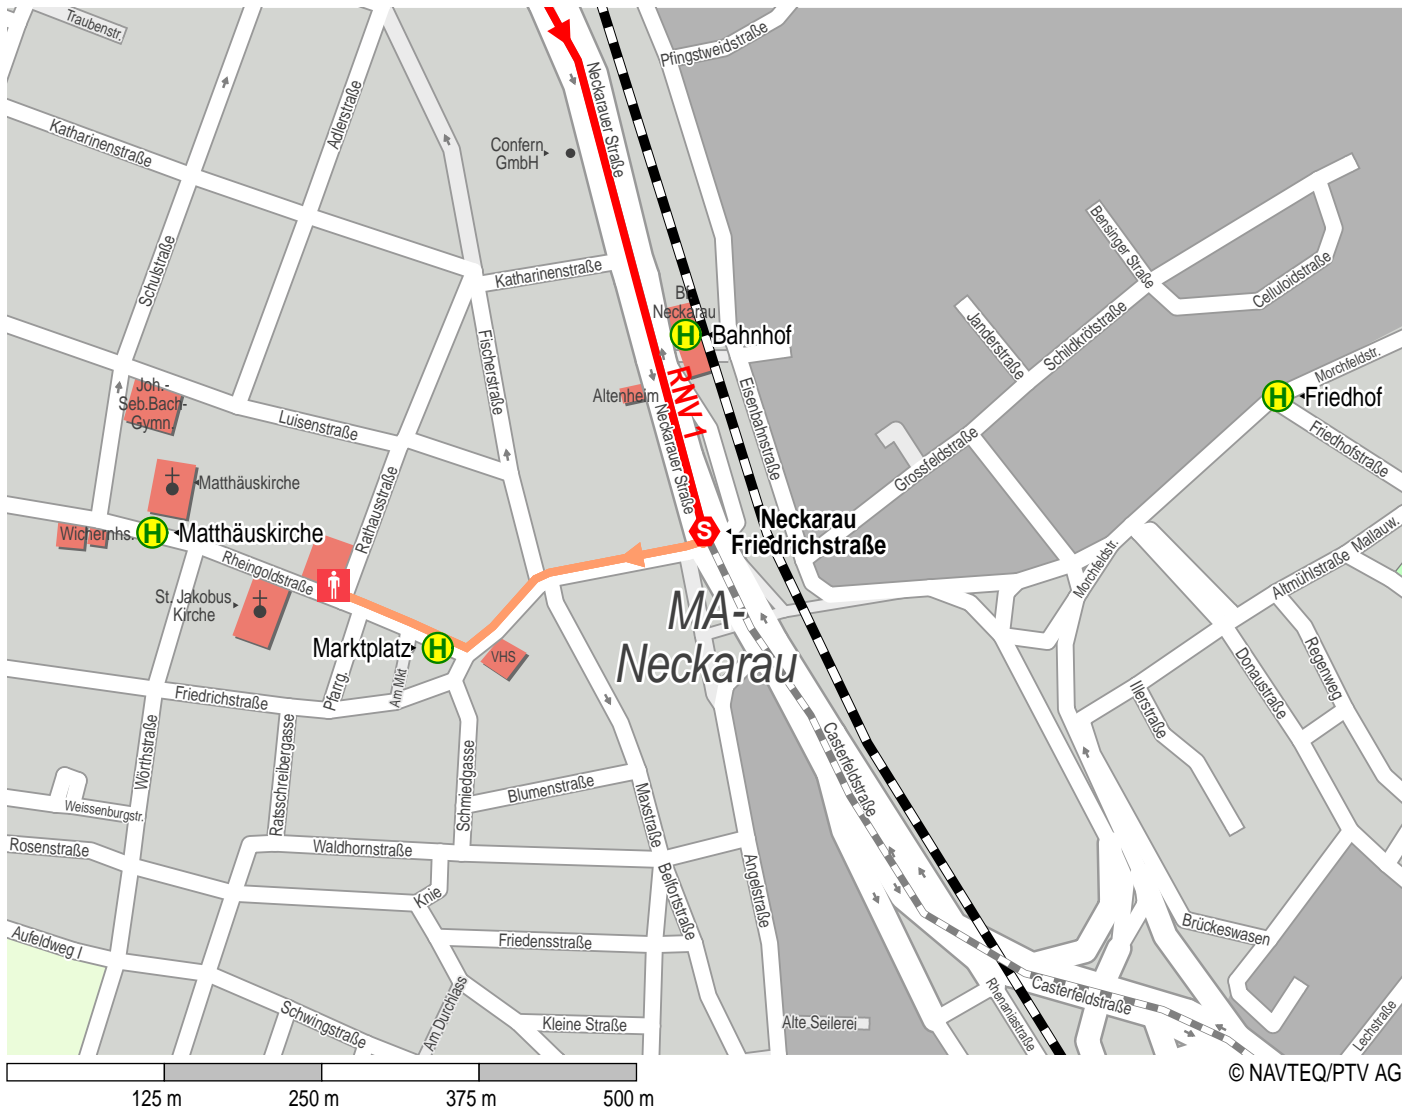 Traubenstr.
Pfingstweidstraße
Neckarauer Straße
Adlerstraße
Katharinenstraße
Confern
GmbH
Bensinger Straße
Schulstraße
Katharinenstraße
Celluloidstraße
Bf.
Neckarau
H
Bahnhof
Janderstraße
Schildkrötstraße
Fischerstraße
Morchfeldstr.
Joh.-
Seb.Bach-
Gymn.
Altenheim
RNV 1
Eisenbahnstraße
H
Friedhof
Luisenstraße
Neckarauer Straße
Friedhofstraße
Grossfeldstraße
Matthäuskirche
Rathausstraße
Wichernhs.
H
Matthäuskirche
S
Neckarau
Friedrichstraße
Mallauw.
Rheingoldstraße
Morchfeldstr.
Altmühlstraße
St. Jakobus
Kirche
MA-
Neckarau
Marktplatz
H
VHS
Regenweg
Donaustraße
Friedrichstraße
Pfarrg.
Am Mkt
Illerstraße
Wörthstraße
Ratsschreibergasse
Schmiedgasse
Casterfeldstraße
Blumenstraße
Maxstraße
Weissenburgstr.
Rosenstraße
Waldhornstraße
Knie
Belfortstraße
Angelstraße
Brückeswasen
Aufeldweg I
Friedensstraße
Am Durchlass
Rhenaniastraße
Casterfeldstraße
Schwingstraße
Kleine Straße
Alte Seilerei
Lechstraße
© NAVTEQ/PTV AG
125 m
250 m
375 m
500 m